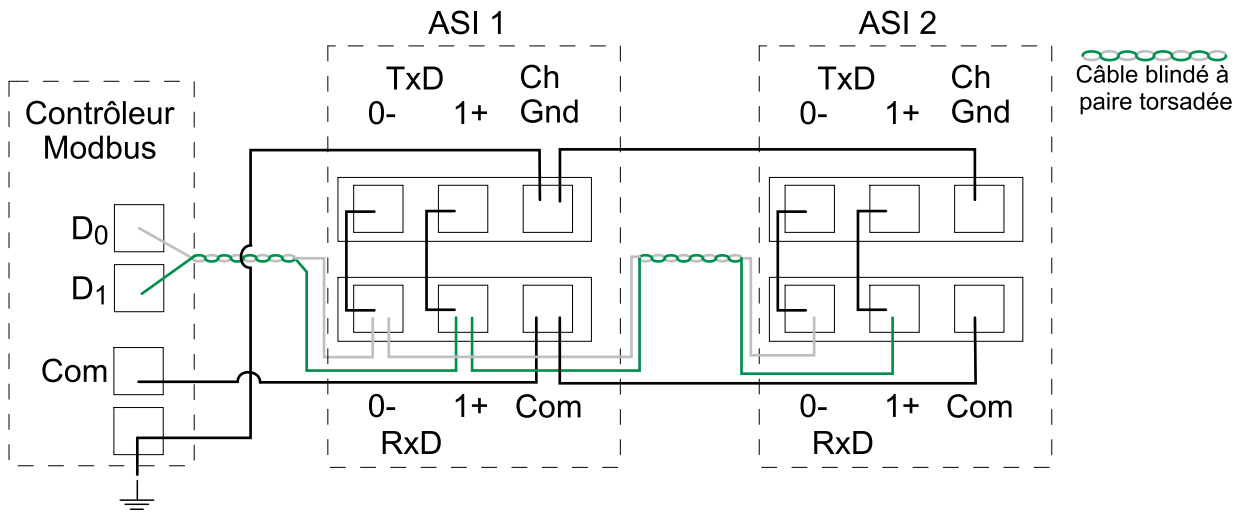 ASI 1
ASI 2
TxD
Ch
0-
1+
Gnd
TxD
Ch
0-
1+
Gnd
Câble blindé à
paire torsadée
Contrôleur
Modbus
D0
D1
Com
0-
1+
Com
RxD
0-
1+
Com
RxD